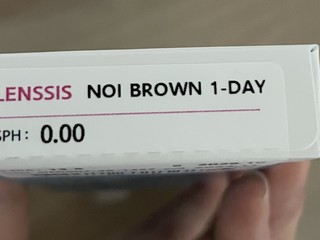 LENSSIS NOI BROWN 1-DAY
SPH: 0.00